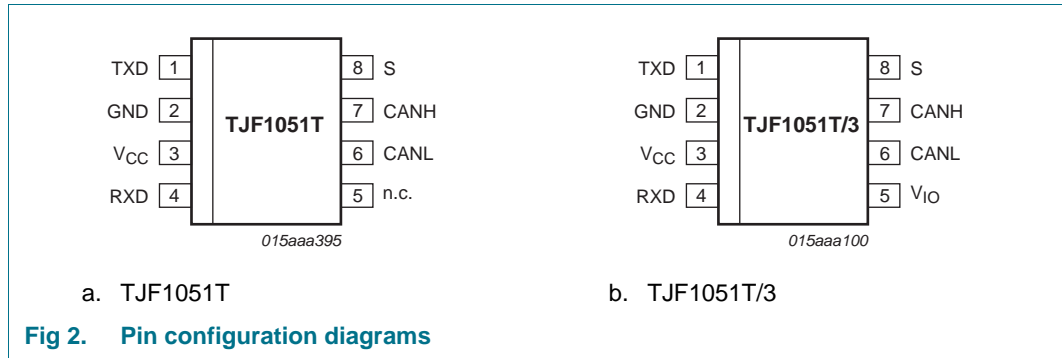 TXD 1 8 S
GND 2 7 CANH
TJF1051T
VCC 3 6 CANL
RXD 4 5 n.c.
015aaa395
TXD 1 8 S
GND 2 7 CANH
TJF1051T/3
VCC 3 6 CANL
RXD 4 5 VIO
015aaa100
a. TJF1051T
b. TJF1051T/3
Fig 2. Pin configuration diagrams